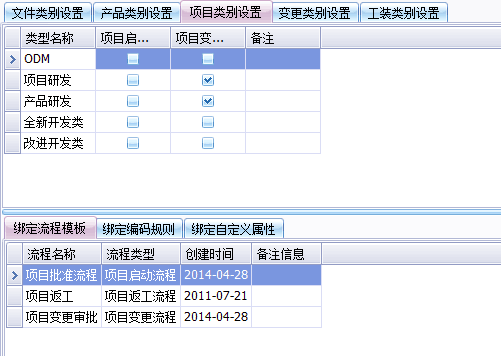 文件类别设置 产品类别设置 项目类别设置 变更类别设置 工装类别设置
类型名称 项目启... 项目变... 备注
ODM
项目研发
产品研发
全新开发类
改进开发类
绑定流程模板 绑定编码规则 绑定自定义属性
流程名称 流程类型 创建时间 备注信息
项目批准流程 项目启动流程 2014-04-28
项目返工 项目返工流程 2011-07-21
项目变更审批 项目变更流程 2014-04-28